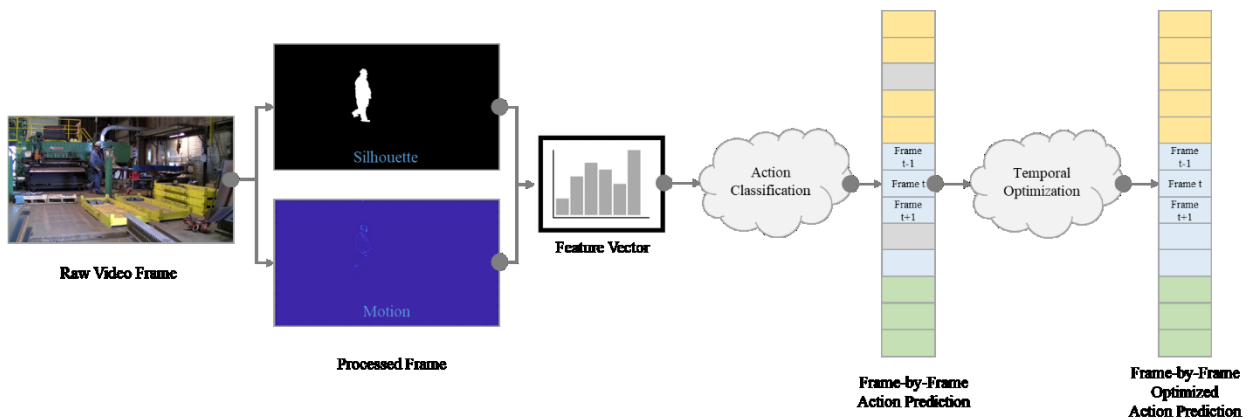 Silhouette
Motion
Raw Video Frame
Processed Frame
Feature Vector
Action
Classification
Frame
t-1
Frame t
Frame
t+1
Frame-by-Frame
Action Prediction
Temporal
Optimization
Frame
t-1
Frame t
Frame
t+1
Frame-by-Frame
Optimized
Action Prediction